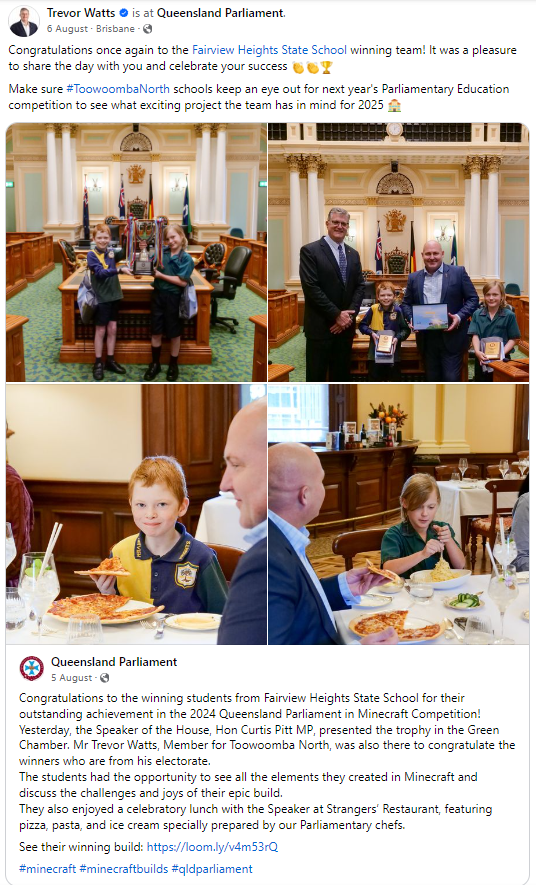 Trevor Watts is at Queensland Parliament.
6 August · Brisbane ·
Congratulations once again to the Fairview Heights State School winning team! It was a pleasure
to share the day with you and celebrate your success 👏👏🏆
Make sure #ToowoombaNorth schools keep an eye out for next year's Parliamentary Education
competition to see what exciting project the team has in mind for 2025 🏫
Queensland Parliament
5 August ·
Congratulations to the winning students from Fairview Heights State School for their
outstanding achievement in the 2024 Queensland Parliament in Minecraft Competition!
Yesterday, the Speaker of the House, Hon Curtis Pitt MP, presented the trophy in the Green
Chamber. Mr Trevor Watts, Member for Toowoomba North, was also there to congratulate the
winners who are from his electorate.
The students had the opportunity to see all the elements they created in Minecraft and
discuss the challenges and joys of their epic build.
They also enjoyed a celebratory lunch with the Speaker at Strangers' Restaurant, featuring
pizza, pasta, and ice cream specially prepared by our Parliamentary chefs.
See their winning build: https://loom.ly/v4m53rQ
#minecraft #minecraftbuilds #qldparliament